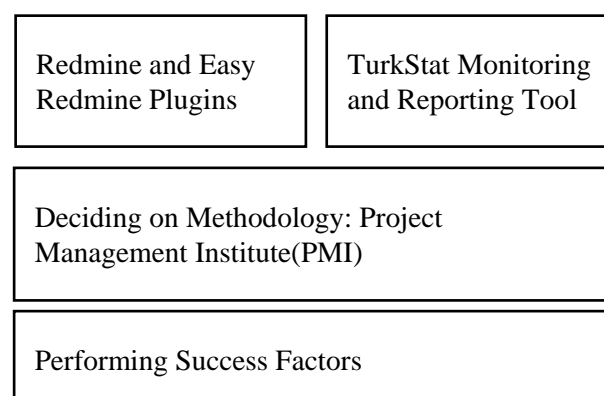 Redmine and Easy
Redmine Plugins
TurkStat Monitoring
and Reporting Tool
Deciding on Methodology: Project
Management Institute(PMI)
Performing Success Factors